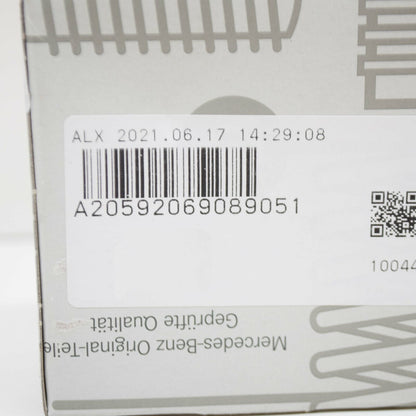 ALX 2021.06.17 14:29:08
A20592069089051
10044
Geprüfte Qualität
Mercedes-Benz Original-Teile